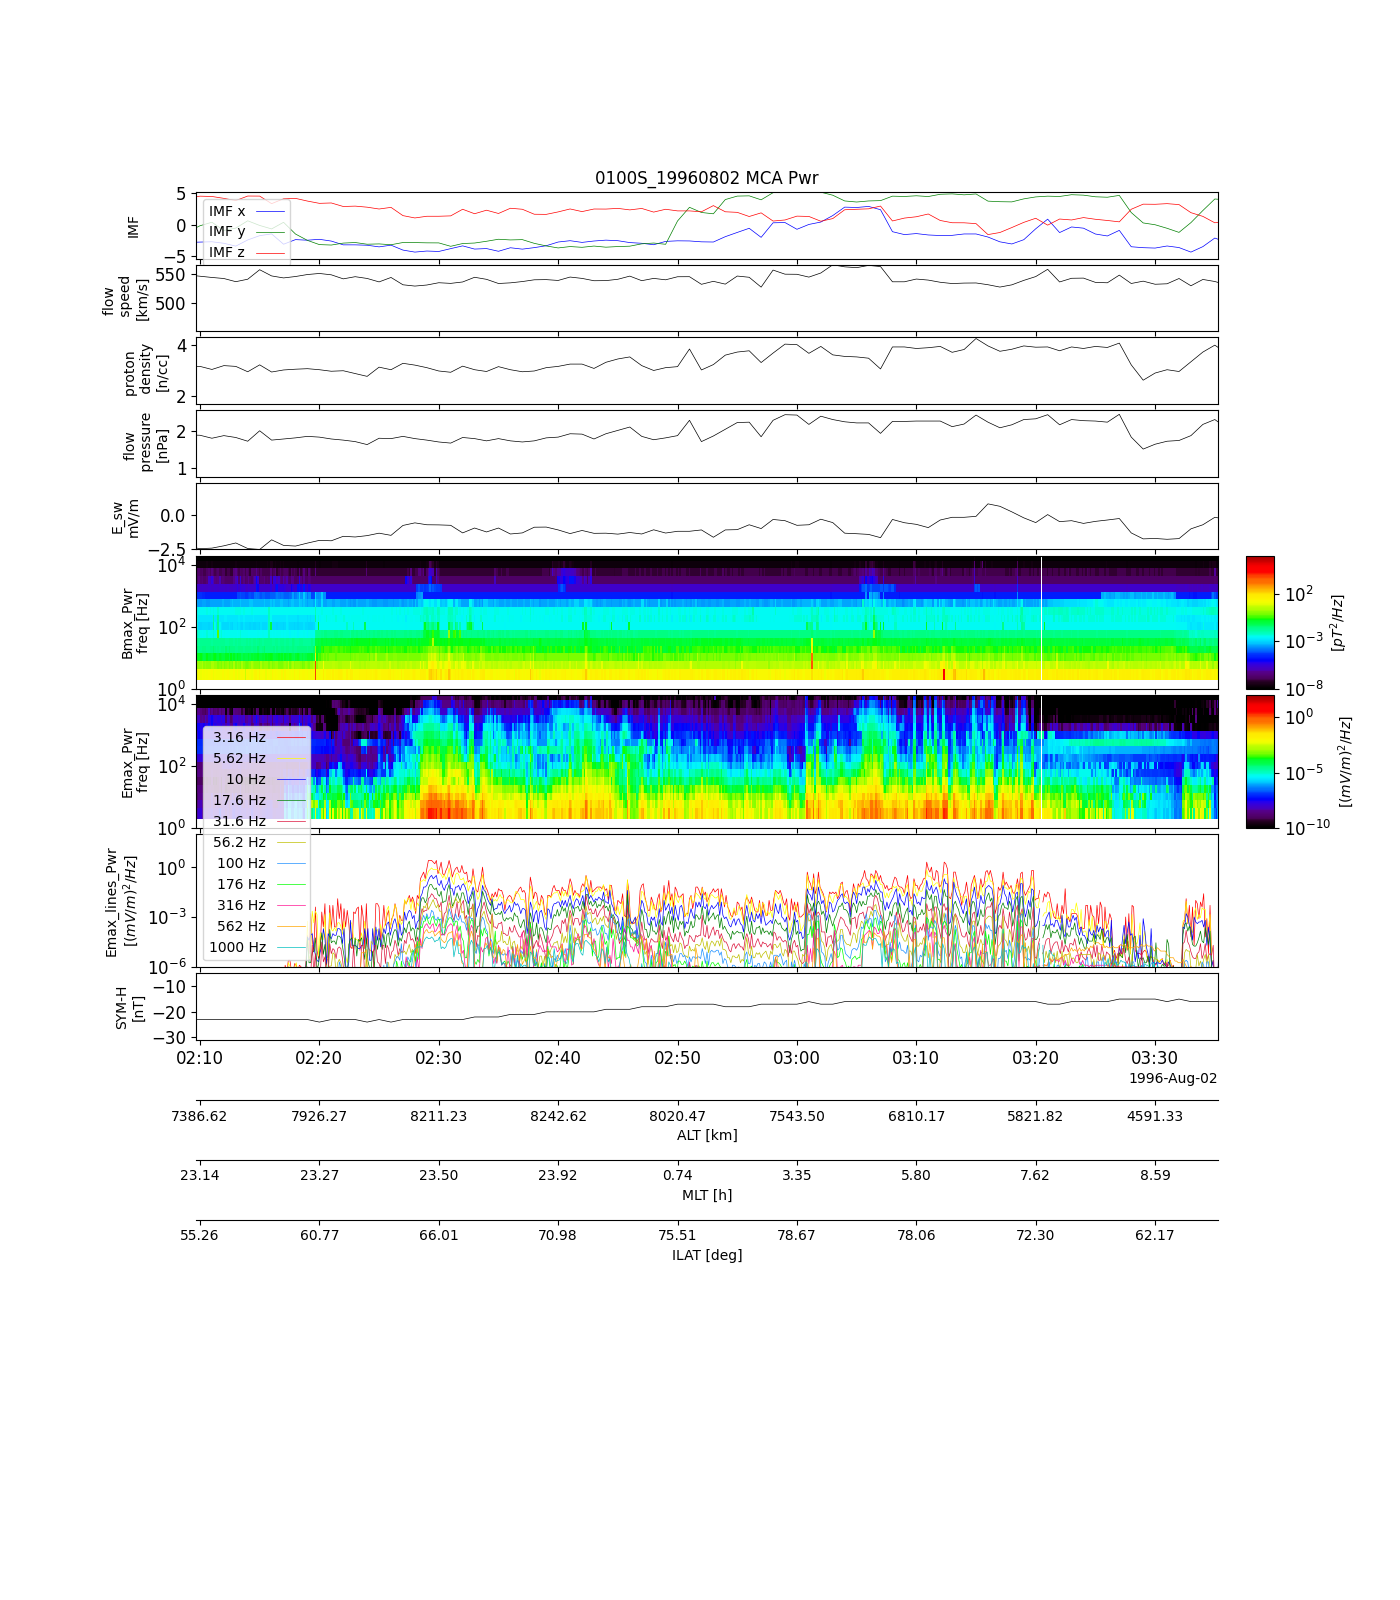 0100S_19960802 MCA Pwr
5
0
−5
IMF
IMF x
IMF y
IMF z
550
500
flow
speed
[km/s]
4
2
proton
density
[n/cc]
2
1
flow
pressure
[nPa]
0.0
−2.5
E_sw
mV/m
10^4
10^2
10^0
Bmax_Pwr
freq [Hz]
10^2
10^−3
10^−8
[pT^2/Hz]
10^4
10^2
10^0
Emax_Pwr
freq [Hz]
10^0
10^−5
10^−10
[(mV/m)^2/Hz]
3.16 Hz
5.62 Hz
10 Hz
17.6 Hz
31.6 Hz
56.2 Hz
100 Hz
176 Hz
316 Hz
562 Hz
1000 Hz
10^0
10^−3
10^−6
Emax_lines_Pwr
[(mV/m)^2/Hz]
−10
−20
−30
SYM-H
[nT]
02:10 02:20 02:30 02:40 02:50 03:00 03:10 03:20 03:30
1996-Aug-02
7386.62 7926.27 8211.23 8242.62 8020.47 7543.50 6810.17 5821.82 4591.33
ALT [km]
23.14 23.27 23.50 23.92 0.74 3.35 5.80 7.62 8.59
MLT [h]
55.26 60.77 66.01 70.98 75.51 78.67 78.06 72.30 62.17
ILAT [deg]